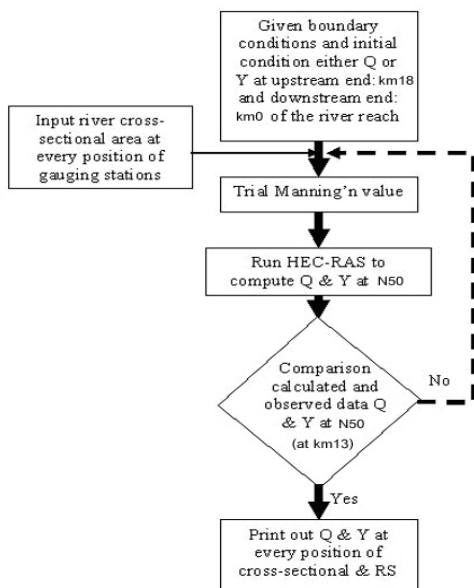 Given boundary
conditions and initial
condition either Q or
Y at upstream end: km18
and downstream end:
km0 of the river reach
Input river cross-
sectional area at
every position of
gauging stations
Trial Manning'n value
Run HEC-RAS to
compute Q & Y at N50
Comparison
calculated and
observed data Q
& Y at N50
(at km13)
No
Yes
Print out Q & Y at
every position of
cross-sectional & RS